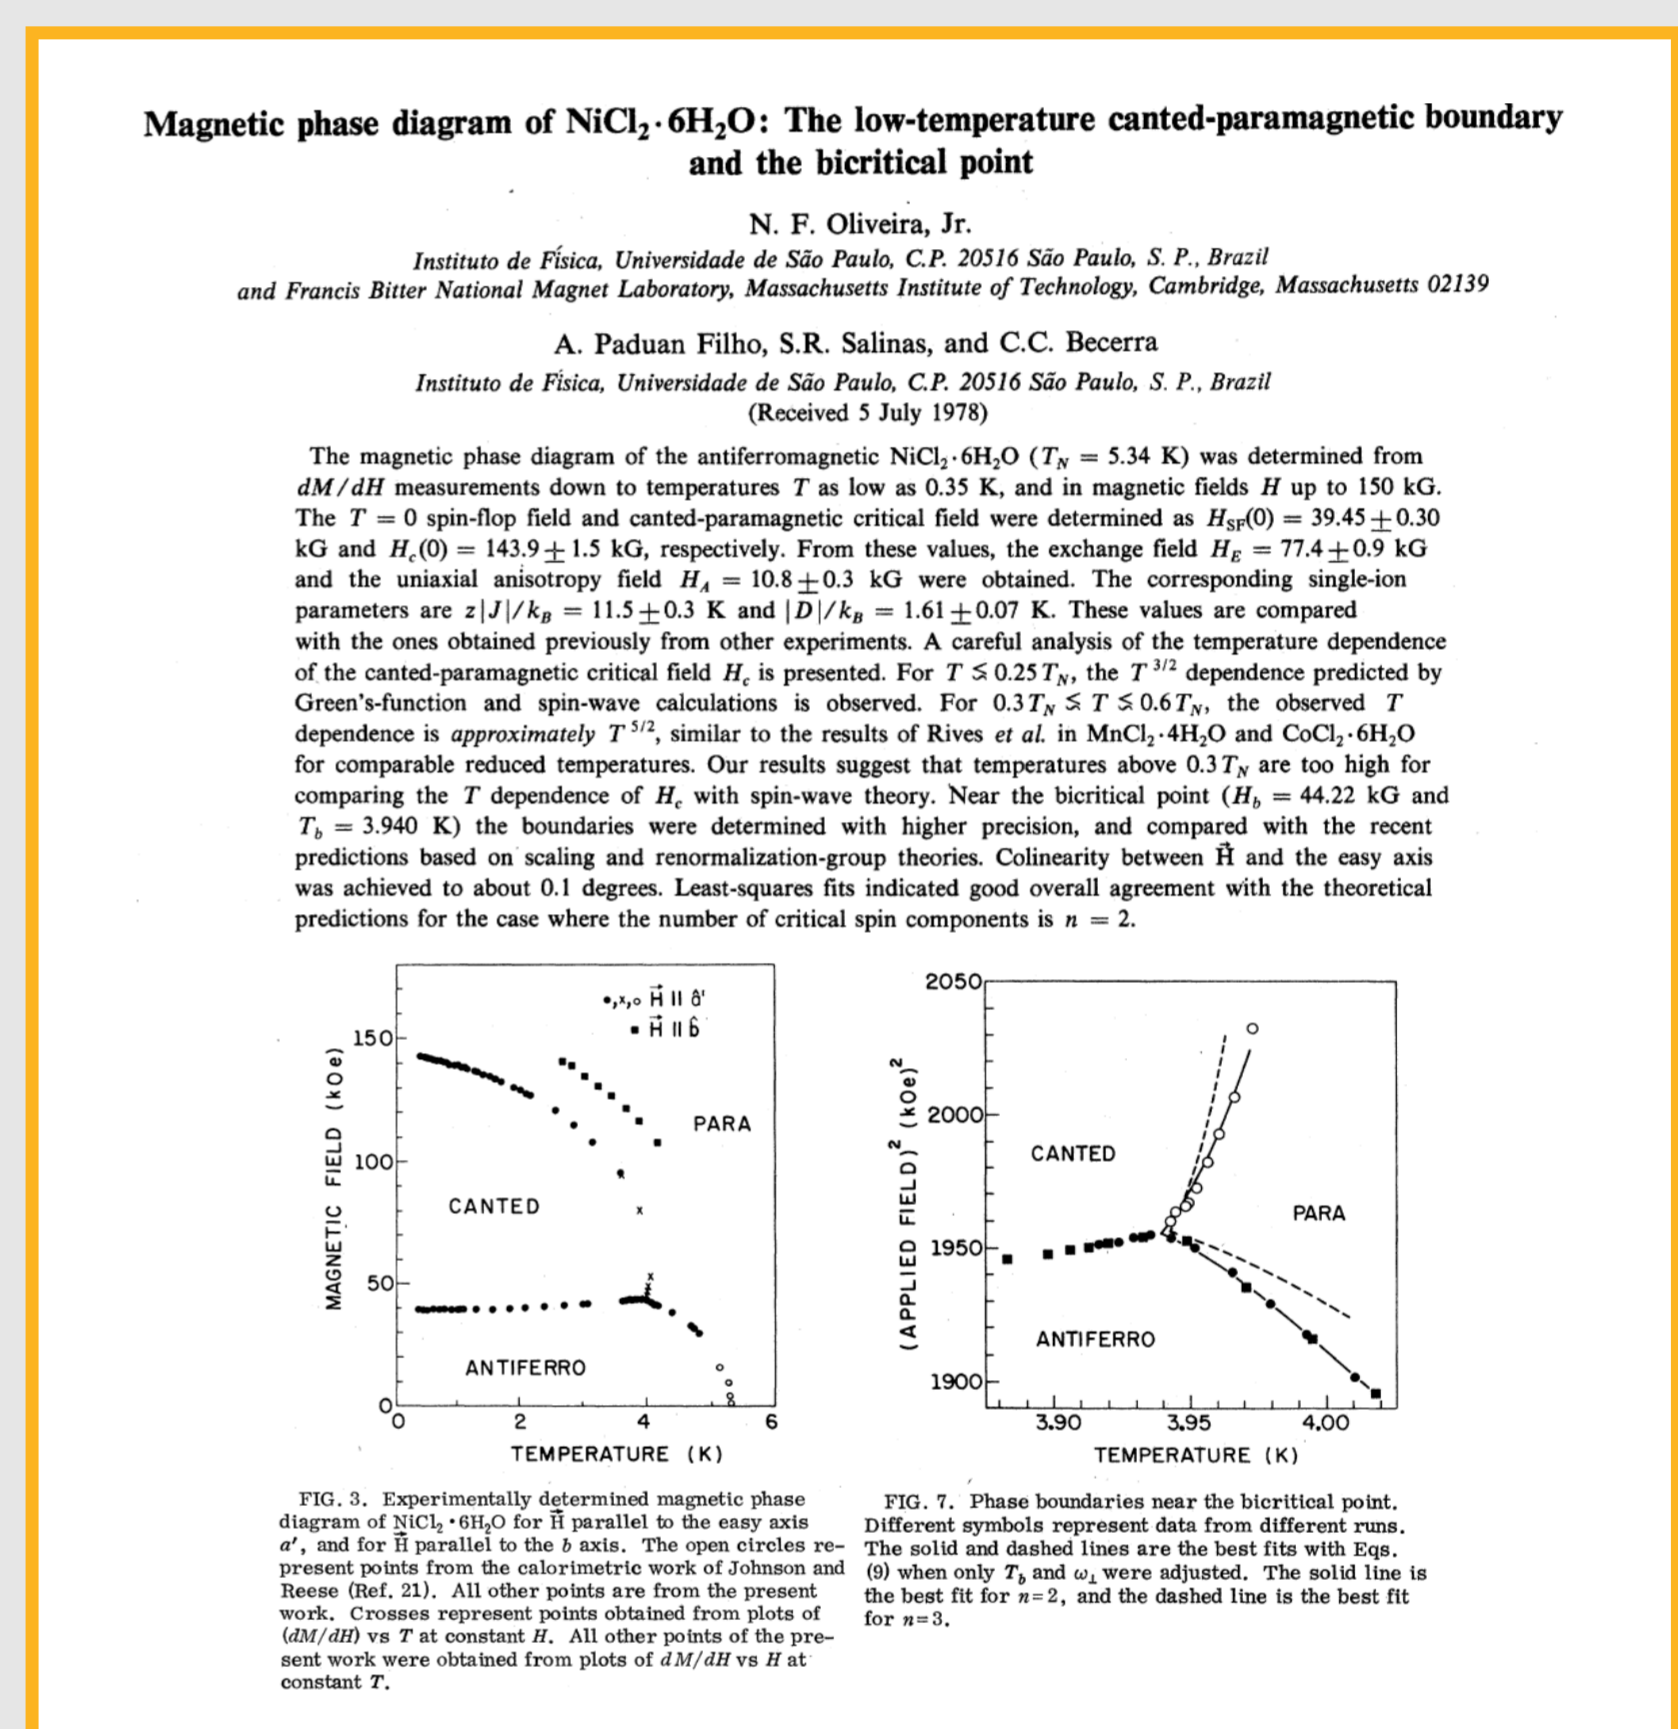 Magnetic phase diagram of NiCl₂·6H₂O: The low-temperature canted-paramagnetic boundary
and the bicritical point
N. F. Oliveira, Jr.
Instituto de Física, Universidade de São Paulo, C.P. 20516 São Paulo, S. P., Brazil
and Francis Bitter National Magnet Laboratory, Massachusetts Institute of Technology, Cambridge, Massachusetts 02139
A. Paduan Filho, S.R. Salinas, and C.C. Becerra
Instituto de Física, Universidade de São Paulo, C.P. 20516 São Paulo, S. P., Brazil
(Received 5 July 1978)
The magnetic phase diagram of the antiferromagnetic NiCl₂·6H₂O (T_N = 5.34 K) was determined from
dM/dH measurements down to temperatures T as low as 0.35 K, and in magnetic fields H up to 150 kG.
The T = 0 spin-flop field and canted-paramagnetic critical field were determined as H_SF(0) = 39.45±0.30
kG and H_c(0) = 143.9±1.5 kG, respectively. From these values, the exchange field H_E = 77.4±0.9 kG
and the uniaxial anisotropy field H_A = 10.8±0.3 kG were obtained. The corresponding single-ion
parameters are z|J|/k_B = 11.5±0.3 K and |D|/k_B = 1.61±0.07 K. These values are compared
with the ones obtained previously from other experiments. A careful analysis of the temperature dependence
of the canted-paramagnetic critical field H_c is presented. For T ≲ 0.25 T_N, the T^3/2 dependence predicted by
Green's-function and spin-wave calculations is observed. For 0.3 T_N ≲ T ≲ 0.6 T_N, the observed T
dependence is approximately T^5/2, similar to the results of Rives et al. in MnCl₂·4H₂O and CoCl₂·6H₂O
for comparable reduced temperatures. Our results suggest that temperatures above 0.3 T_N are too high for
comparing the T dependence of H_c with spin-wave theory. Near the bicritical point (H_b = 44.22 kG and
T_b = 3.940 K) the boundaries were determined with higher precision, and compared with the recent
predictions based on scaling and renormalization-group theories. Colinearity between H⃗ and the easy axis
was achieved to about 0.1 degrees. Least-squares fits indicated good overall agreement with the theoretical
predictions for the case where the number of critical spin components is n = 2.
•,x,o H⃗ || â'
■ H⃗ || b̂
150
100
50
0
MAGNETIC FIELD (kOe)
PARA
CANTED
ANTIFERRO
0 2 4 6
TEMPERATURE (K)
FIG. 3. Experimentally determined magnetic phase
diagram of NiCl₂·6H₂O for H⃗ parallel to the easy axis
a', and for H⃗ parallel to the b axis. The open circles re-
present points from the calorimetric work of Johnson and
Reese (Ref. 21). All other points are from the present
work. Crosses represent points obtained from plots of
(dM/dH) vs T at constant H. All other points of the pre-
sent work were obtained from plots of dM/dH vs H at
constant T.
2050
2000
1950
1900
(APPLIED FIELD)² (kOe)²
CANTED
PARA
ANTIFERRO
3.90 3.95 4.00
TEMPERATURE (K)
FIG. 7. Phase boundaries near the bicritical point.
Different symbols represent data from different runs.
The solid and dashed lines are the best fits with Eqs.
(9) when only T_b and ω_⊥ were adjusted. The solid line is
the best fit for n=2, and the dashed line is the best fit
for n=3.